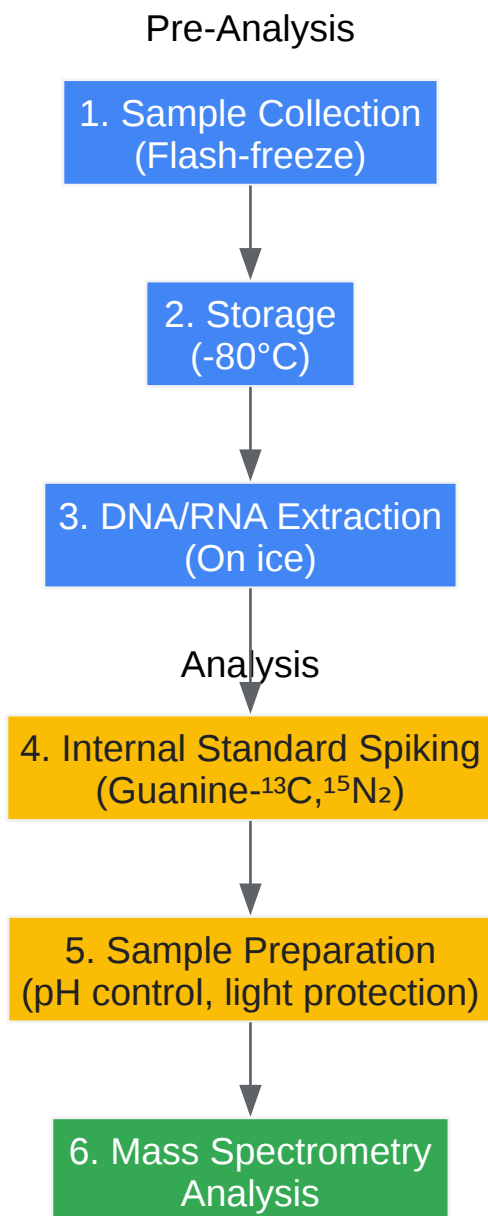 Pre-Analysis
1. Sample Collection
(Flash-freeze)
2. Storage
(-80°C)
3. DNA/RNA Extraction
(On ice)
Analysis
4. Internal Standard Spiking
(Guanine-¹³C,¹⁵N₂)
5. Sample Preparation
(pH control, light protection)
6. Mass Spectrometry
Analysis